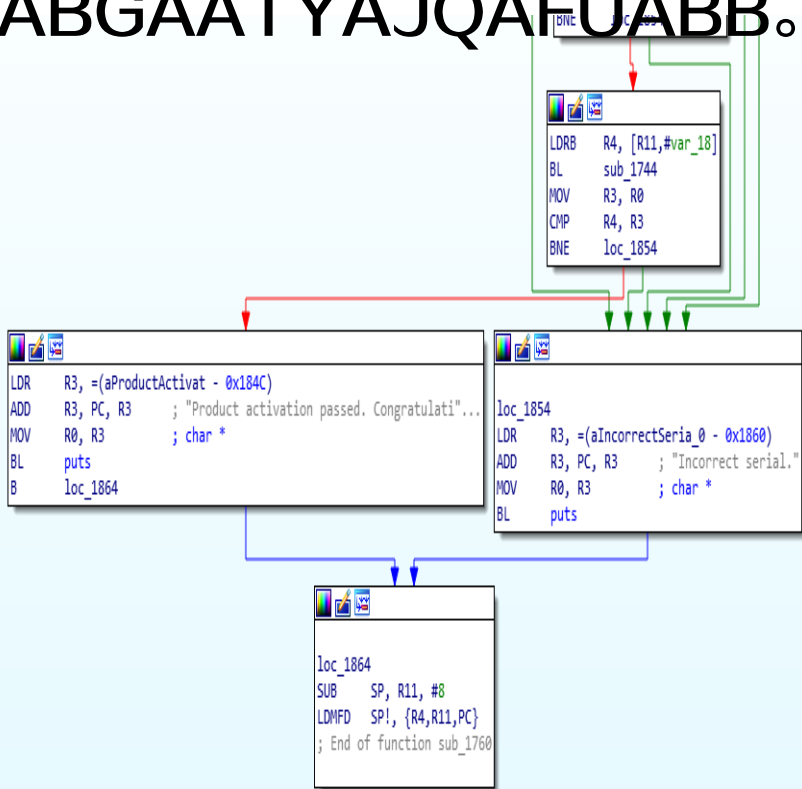 ABGAATYAJQAFUABB。
BNE
LDRB R4, [R11,#var_18]
BL sub_1744
MOV R3, R0
CMP R4, R3
BNE loc_1854
LDR R3, =(aProductActivat - 0x184C)
ADD R3, PC, R3 ; "Product activation passed. Congratulati"...
MOV R0, R3 ; char *
BL puts
B loc_1864
loc_1854
LDR R3, =(aIncorrectSeria_0 - 0x1860)
ADD R3, PC, R3 ; "Incorrect serial."
MOV R0, R3 ; char *
BL puts
loc_1864
SUB SP, R11, #8
LDMFD SP!, {R4,R11,PC}
; End of function sub_1760